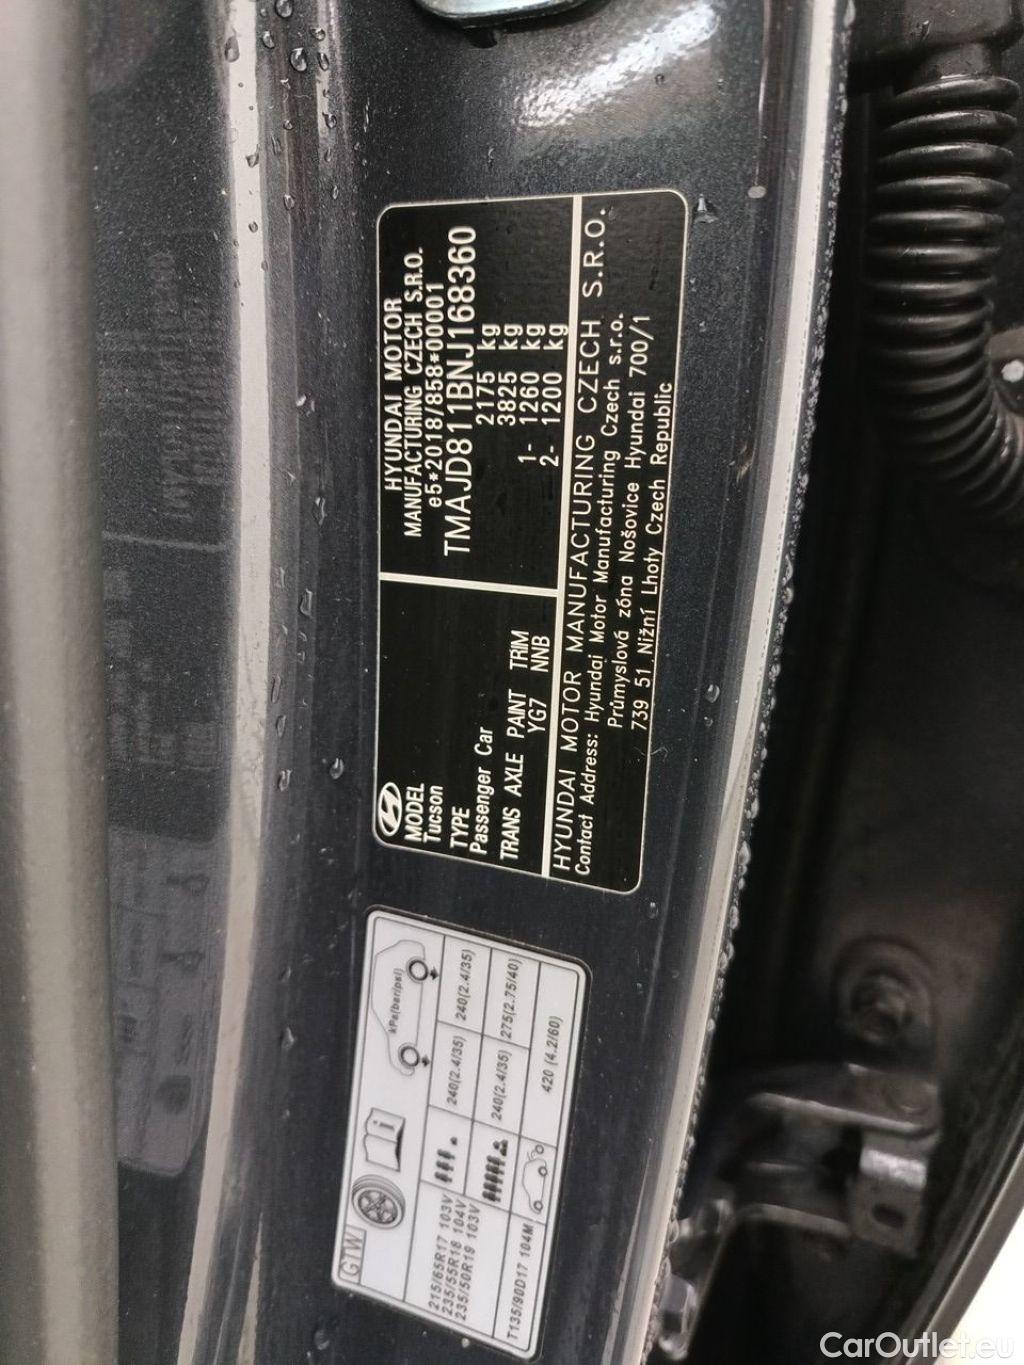 HYUNDAI MOTOR
MANUFACTURING CZECH S.R.O.
e5*2018/858*00001
TMAJD811BNJ168360
2175 kg
3825 kg
1- 1260 kg
2- 1200 kg
MODEL
Tucson
TYPE
Passenger Car
TRANS AXLE PAINT TRIM
YG7 NNB
HYUNDAI MOTOR MANUFACTURING CZECH S.R.O.
Contact Address: Hyundai Motor Manufacturing Czech s.r.o.
Průmyslová zóna Nošovice Hyundai 700/1
739 51 Nižní Lhoty Czech Republic
GTW
i
kPa(bar/psi)
215/65R17 103V
235/55R18 104V
235/50R19 103V
240(2.4/35) 240(2.4/35)
240(2.4/35) 275(2.75/40)
T135/90D17 104M
420 (4.2/60)
CarOutlet.eu